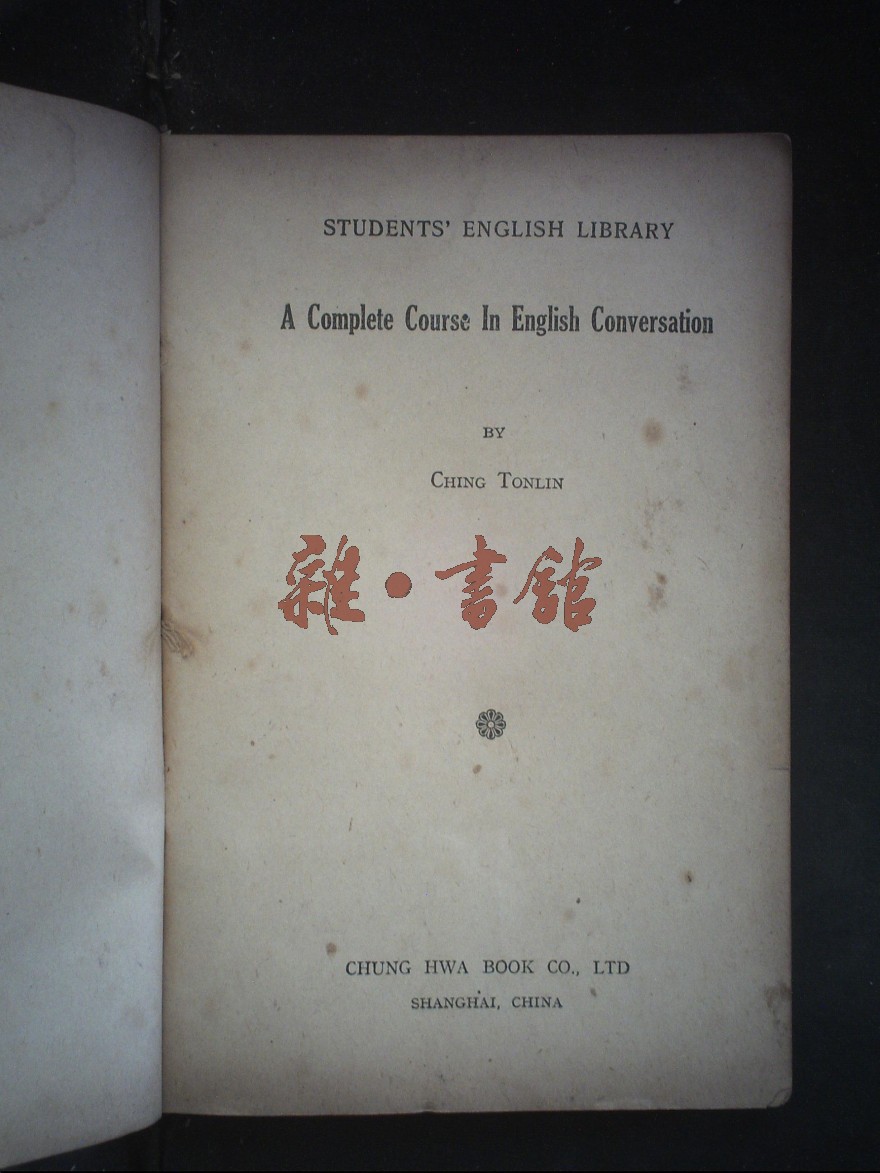 STUDENTS' ENGLISH LIBRARY
A Complete Course In English Conversation
BY
CHING TONLIN
雜·書館
CHUNG HWA BOOK CO., LTD
SHANGHAI, CHINA